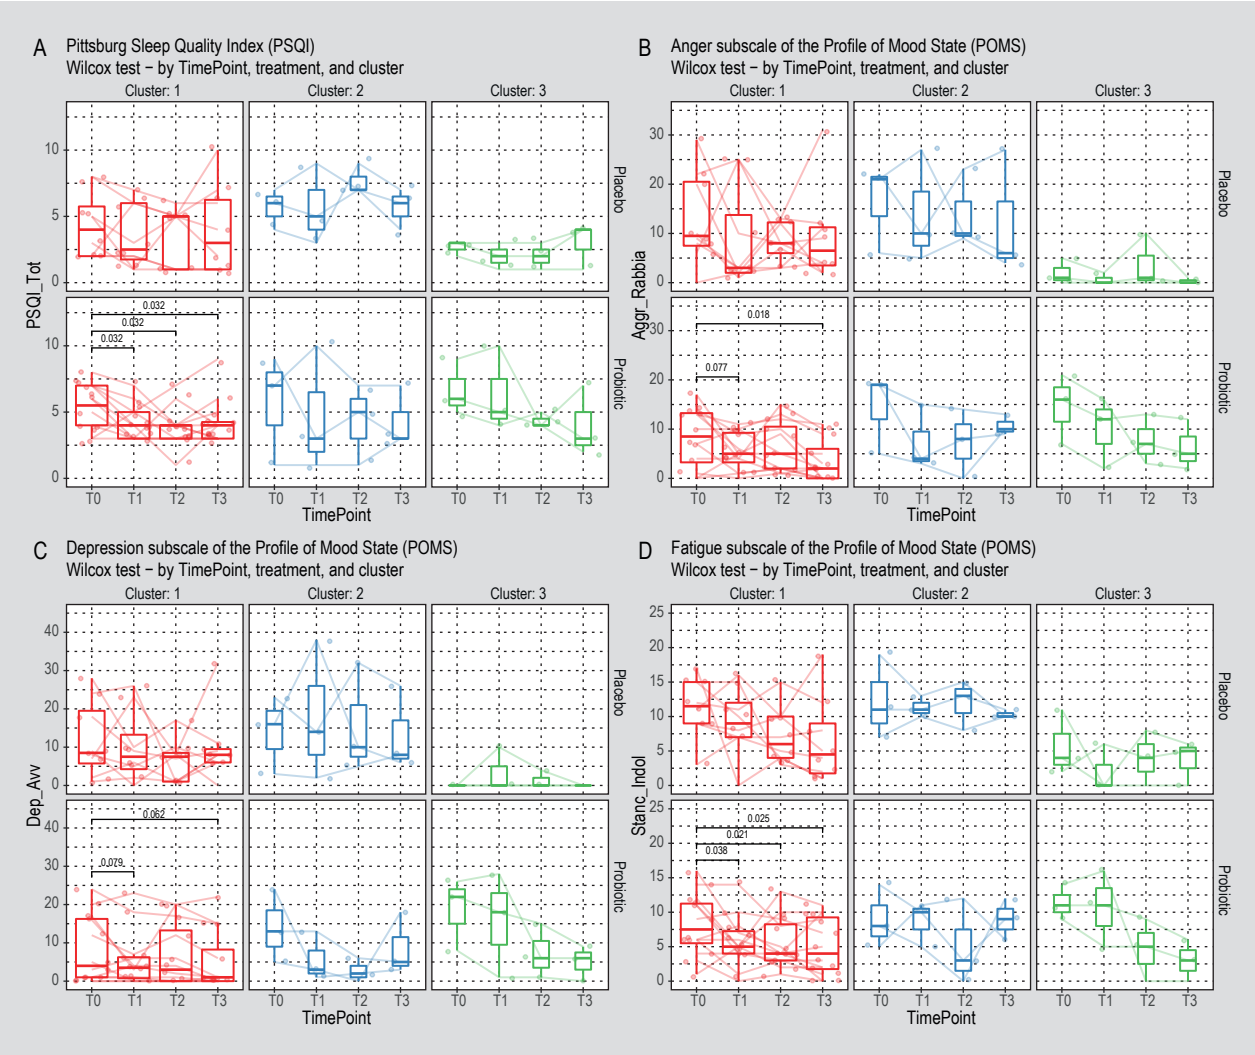 A Pittsburg Sleep Quality Index (PSQI)
Wilcox test − by TimePoint, treatment, and cluster
Cluster: 1 Cluster: 2 Cluster: 3
PSQI_Tot
10
5
0
Placebo
0.032
0.032
0.032
10
5
0
Probiotic
T0 T1 T2 T3 T0 T1 T2 T3 T0 T1 T2 T3
TimePoint
B Anger subscale of the Profile of Mood State (POMS)
Wilcox test − by TimePoint, treatment, and cluster
Cluster: 1 Cluster: 2 Cluster: 3
Aggr_Rabbia
30
20
10
0
Placebo
0.018
0.077
30
20
10
0
Probiotic
T0 T1 T2 T3 T0 T1 T2 T3 T0 T1 T2 T3
TimePoint
C Depression subscale of the Profile of Mood State (POMS)
Wilcox test − by TimePoint, treatment, and cluster
Cluster: 1 Cluster: 2 Cluster: 3
Dep_Avv
40
30
20
10
0
Placebo
0.062
0.079
40
30
20
10
0
Probiotic
T0 T1 T2 T3 T0 T1 T2 T3 T0 T1 T2 T3
TimePoint
D Fatigue subscale of the Profile of Mood State (POMS)
Wilcox test − by TimePoint, treatment, and cluster
Cluster: 1 Cluster: 2 Cluster: 3
Stanc_Indol
25
20
15
10
5
0
Placebo
0.025
0.021
0.038
25
20
15
10
5
0
Probiotic
T0 T1 T2 T3 T0 T1 T2 T3 T0 T1 T2 T3
TimePoint